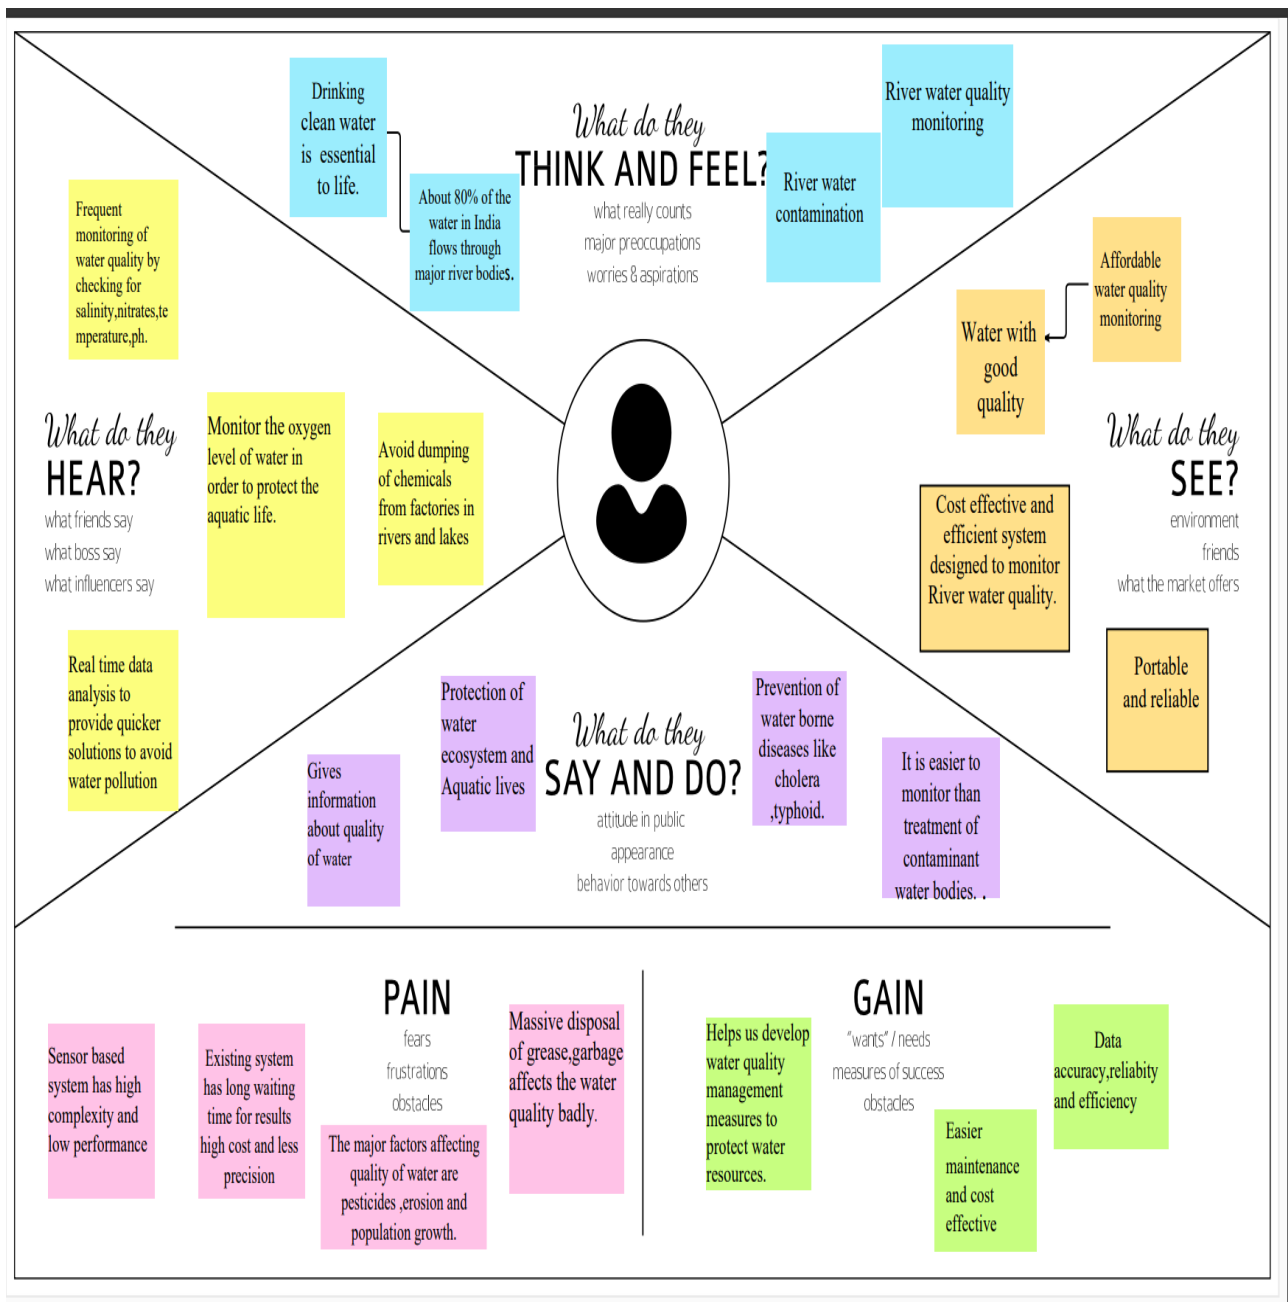 Drinking
clean water
is essential
to life.
About 80% of the
water in India
flows through
major river bodies.
What do they
THINK AND FEEL?
what really counts
major preoccupations
worries & aspirations
River water
contamination
River water quality
monitoring
Frequent
monitoring of
water quality by
checking for
salinity,nitrates,te
mperature,ph.
What do they
HEAR?
what friends say
what boss say
what influencers say
Monitor the oxygen
level of water in
order to protect the
aquatic life.
Avoid dumping
of chemicals
from factories in
rivers and lakes
Real time data
analysis to
provide quicker
solutions to avoid
water pollution
Affordable
water quality
monitoring
Water with
good
quality
What do they
SEE?
environment
friends
what the market offers
Cost effective and
efficient system
designed to monitor
River water quality.
Portable
and reliable
Gives
information
about quality
of water
Protection of
water
ecosystem and
Aquatic lives
What do they
SAY AND DO?
attitude in public
appearance
behavior towards others
Prevention of
water borne
diseases like
cholera
,typhoid.
It is easier to
monitor than
treatment of
contaminant
water bodies. .
PAIN
fears
frustrations
obstacles
Sensor based
system has high
complexity and
low performance
Existing system
has long waiting
time for results
high cost and less
precision
The major factors affecting
quality of water are
pesticides ,erosion and
population growth.
Massive disposal
of grease,garbage
affects the water
quality badly.
GAIN
"wants" / needs
measures of success
obstacles
Helps us develop
water quality
management
measures to
protect water
resources.
Easier
maintenance
and cost
effective
Data
accuracy,reliabity
and efficiency